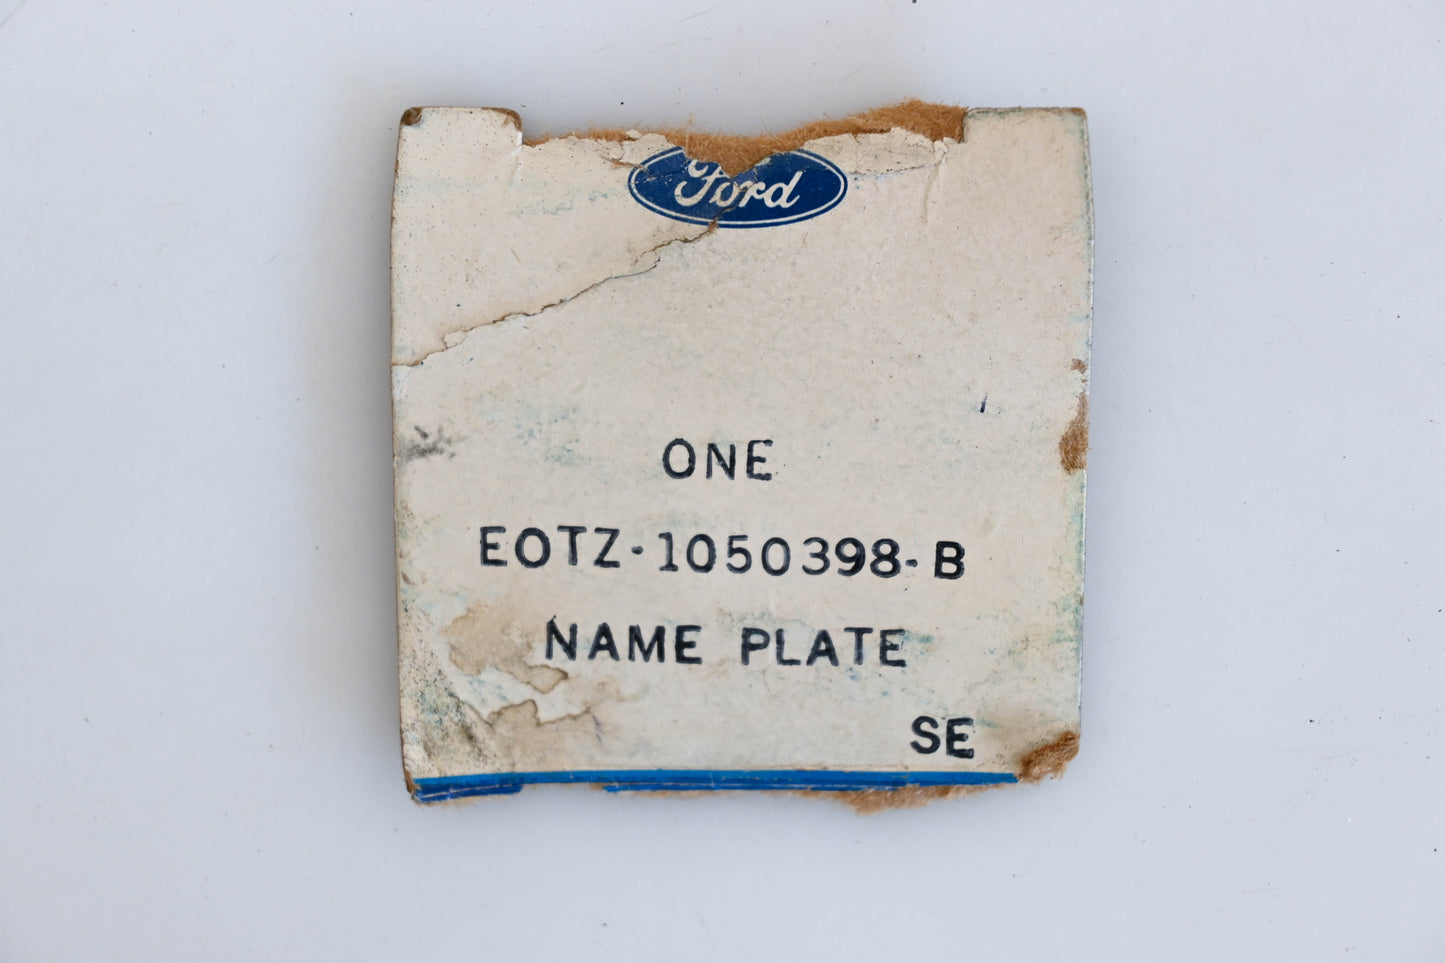 Ford
ONE
EOTZ-1050398-B
NAME PLATE
SE